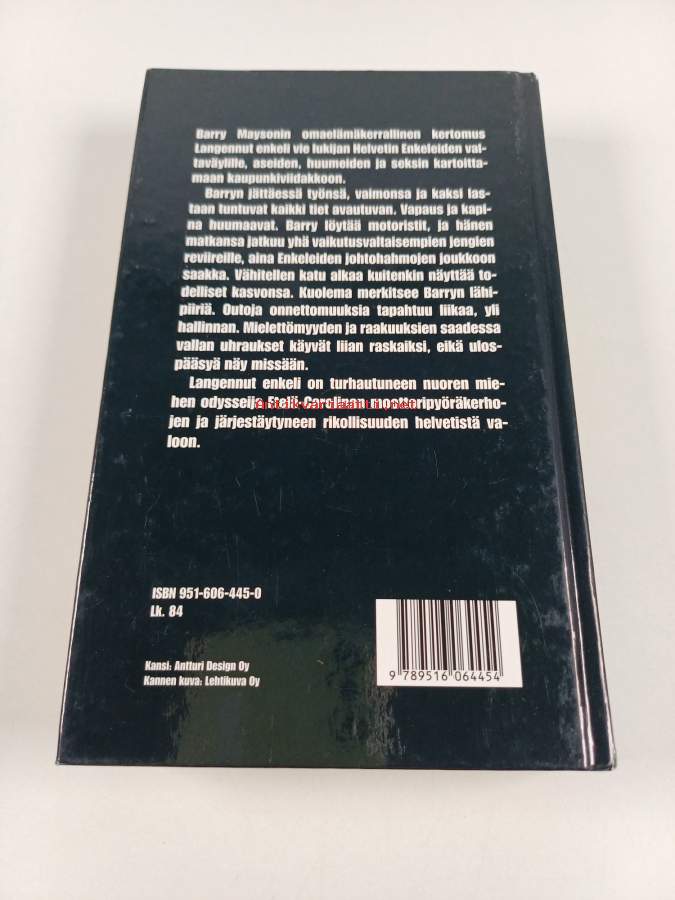 Barry Maysonin omaelämäkerrallinen kertomus
Langennut enkeli vie lukijan Helvetin Enkeleiden val-
taväylille, aseiden, huumeiden ja seksin kartoitta-
maan kaupunkiviidakkoon.
Barryn jättäessä työnsä, vaimonsa ja kaksi las-
taan tuntuvat kaikki tiet avautuvan. Vapaus ja kapi-
na huumaavat. Barry löytää motoristit, ja hänen
matkansa jatkuu yhä vaikutusvaltaisempien jengien
reviireille, aina Enkeleiden johtohahmojen joukkoon
saakka. Vähitellen katu alkaa kuitenkin näyttää to-
delliset kasvonsa. Kuolema merkitsee Barryn lähi-
piiriä. Outoja onnettomuuksia tapahtuu liikaa, yli
hallinnan. Mielettömyyden ja raakuuksien saadessa
vallan uhraukset käyvät liian raskaiksi, eikä ulos-
pääsyä näy missään.
Langennut enkeli on turhautuneen nuoren mie-
hen odysseija Etelä-Carolinan moottoripyöräkerho-
antikvariaatti.net
jen ja järjestäytyneen rikollisuuden helvetistä va-
loon.
ISBN 951-606-445-0
Lk. 84
Kansi: Antturi Design Oy
Kannen kuva: Lehtikuva Oy
9 789516 064454